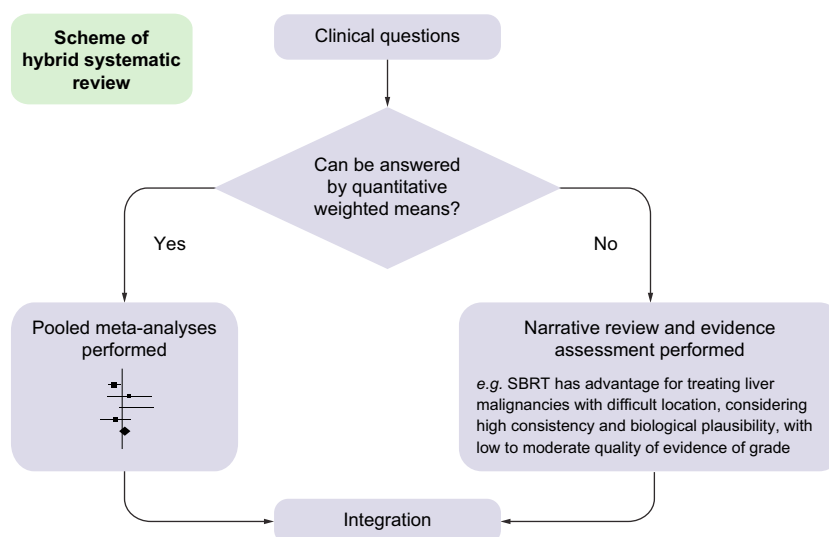 Scheme of
hybrid systematic
review
Clinical questions
Can be answered
by quantitative
weighted means?
Yes
No
Pooled meta-analyses
performed
Narrative review and evidence
assessment performed
e.g. SBRT has advantage for treating liver
malignancies with difficult location, considering
high consistency and biological plausibility, with
low to moderate quality of evidence of grade
Integration